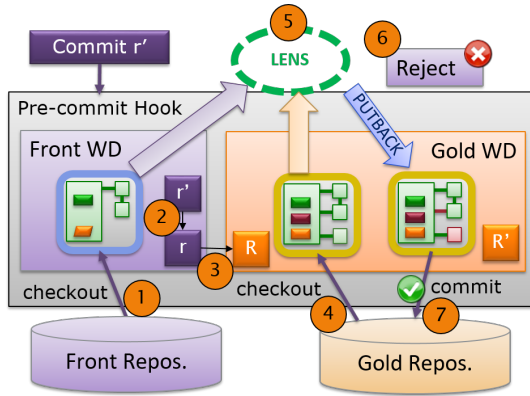 Commit r’
5
LENS
6
Reject
Pre-commit Hook
PUTBACK
Front WD
Gold WD
r’
2
r
3
R
R’
checkout
1
checkout
4
commit
7
Front Repos.
Gold Repos.